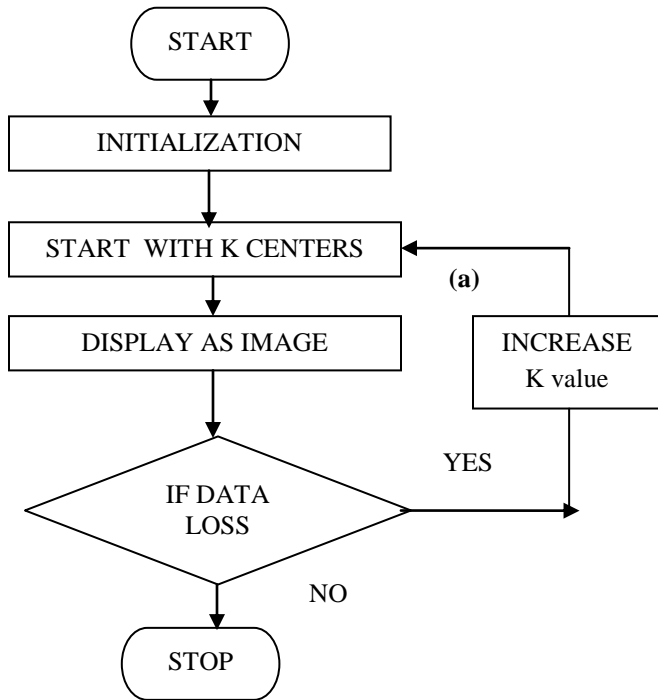 START
INITIALIZATION
START WITH K CENTERS
(a)
DISPLAY AS IMAGE
INCREASE
K value
YES
IF DATA
LOSS
NO
STOP